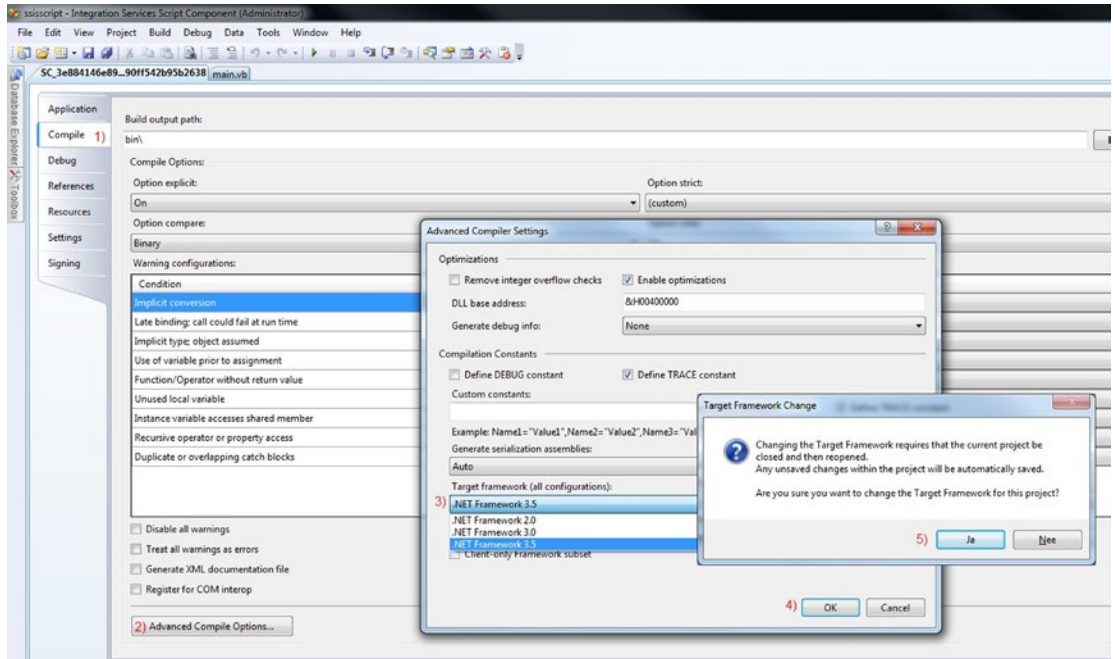 ssisscript - Integration Services Script Component (Administrator)
File Edit View Project Build Debug Data Tools Window Help
SC_3e884146e89...90ff542b95b2638 main.vb
Database Explorer
Toolbox
Application
Compile 1)
Debug
References
Resources
Settings
Signing
Build output path:
bin\
Compile Options:
Option explicit: Option strict:
On (custom)
Option compare:
Binary
Warning configurations:
Condition
Implicit conversion
Late binding; call could fail at run time
Implicit type; object assumed
Use of variable prior to assignment
Function/Operator without return value
Unused local variable
Instance variable accesses shared member
Recursive operator or property access
Duplicate or overlapping catch blocks
Disable all warnings
Treat all warnings as errors
Generate XML documentation file
Register for COM interop
2) Advanced Compile Options...
Advanced Compiler Settings
Optimizations
Remove integer overflow checks Enable optimizations
DLL base address: &H00400000
Generate debug info: None
Compilation Constants
Define DEBUG constant Define TRACE constant
Custom constants:
Example: Name1="Value1",Name2="Value2",Name3="Val
Generate serialization assemblies:
Auto
Target framework (all configurations):
3) .NET Framework 3.5
.NET Framework 2.0
.NET Framework 3.0
.NET Framework 3.5
Client-only Framework subset
4) OK Cancel
Target Framework Change
Changing the Target Framework requires that the current project be
closed and then reopened.
Any unsaved changes within the project will be automatically saved.
Are you sure you want to change the Target Framework for this project?
5) Ja Nee